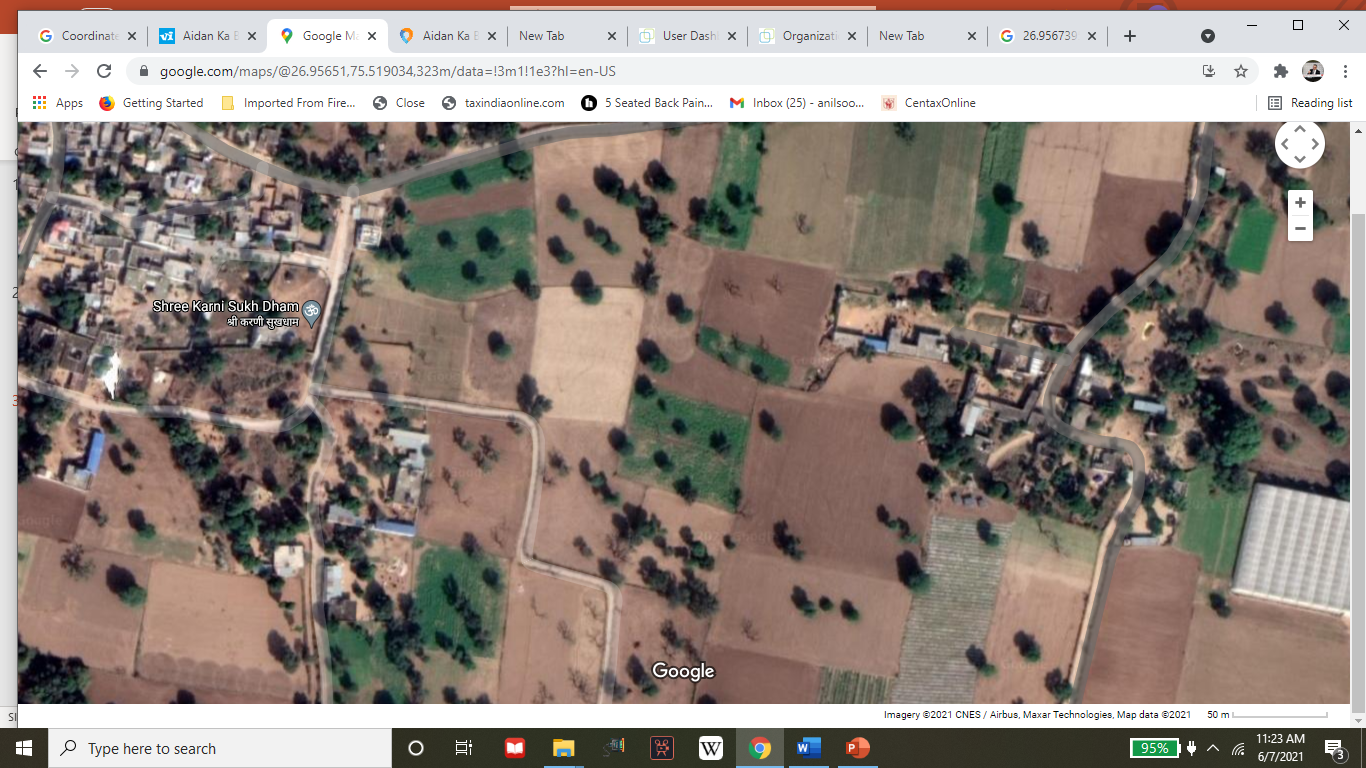 Coordinate
Aidan Ka B
Google Ma
Aidan Ka B
New Tab
User Dash
Organizati
New Tab
26.956739
google.com/maps/@26.95651,75.519034,323m/data=!3m1!1e3?hl=en-US
Apps
Getting Started
Imported From Fire...
Close
taxindiaonline.com
5 Seated Back Pain...
Inbox (25) - anilsoo...
CentaxOnline
Reading list
Shree Karni Sukh Dham
श्री करणी सुखधाम
Google
Imagery ©2021 CNES / Airbus, Maxar Technologies, Map data ©2021
50 m
Type here to search
95%
11:23 AM
6/7/2021
3